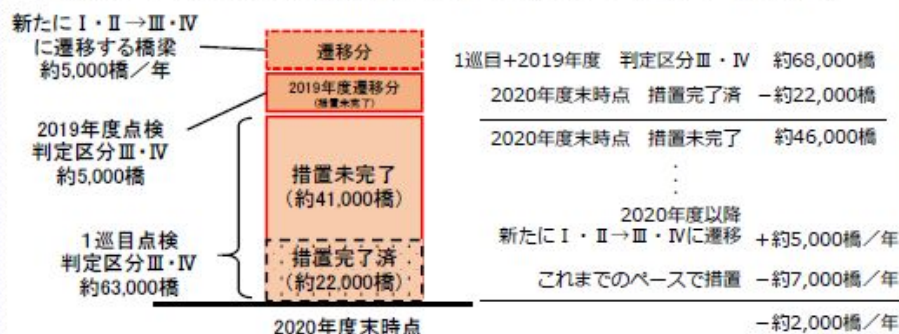 新たにⅠ・Ⅱ→Ⅲ・Ⅳ
に遷移する橋梁
約5,000橋／年
2019年度点検
判定区分Ⅲ・Ⅳ
約5,000橋
1巡目点検
判定区分Ⅲ・Ⅳ
約63,000橋
遷移分
2019年度遷移分
(措置未完了)
措置未完了
(約41,000橋)
措置完了済
(約22,000橋)
2020年度末時点
1巡目+2019年度 判定区分Ⅲ・Ⅳ 約68,000橋
2020年度末時点 措置完了済 −約22,000橋
2020年度末時点 措置未完了 約46,000橋
:
2020年度以降
新たにⅠ・Ⅱ→Ⅲ・Ⅳに遷移 +約5,000橋／年
これまでのペースで措置 −約7,000橋／年
−約2,000橋／年